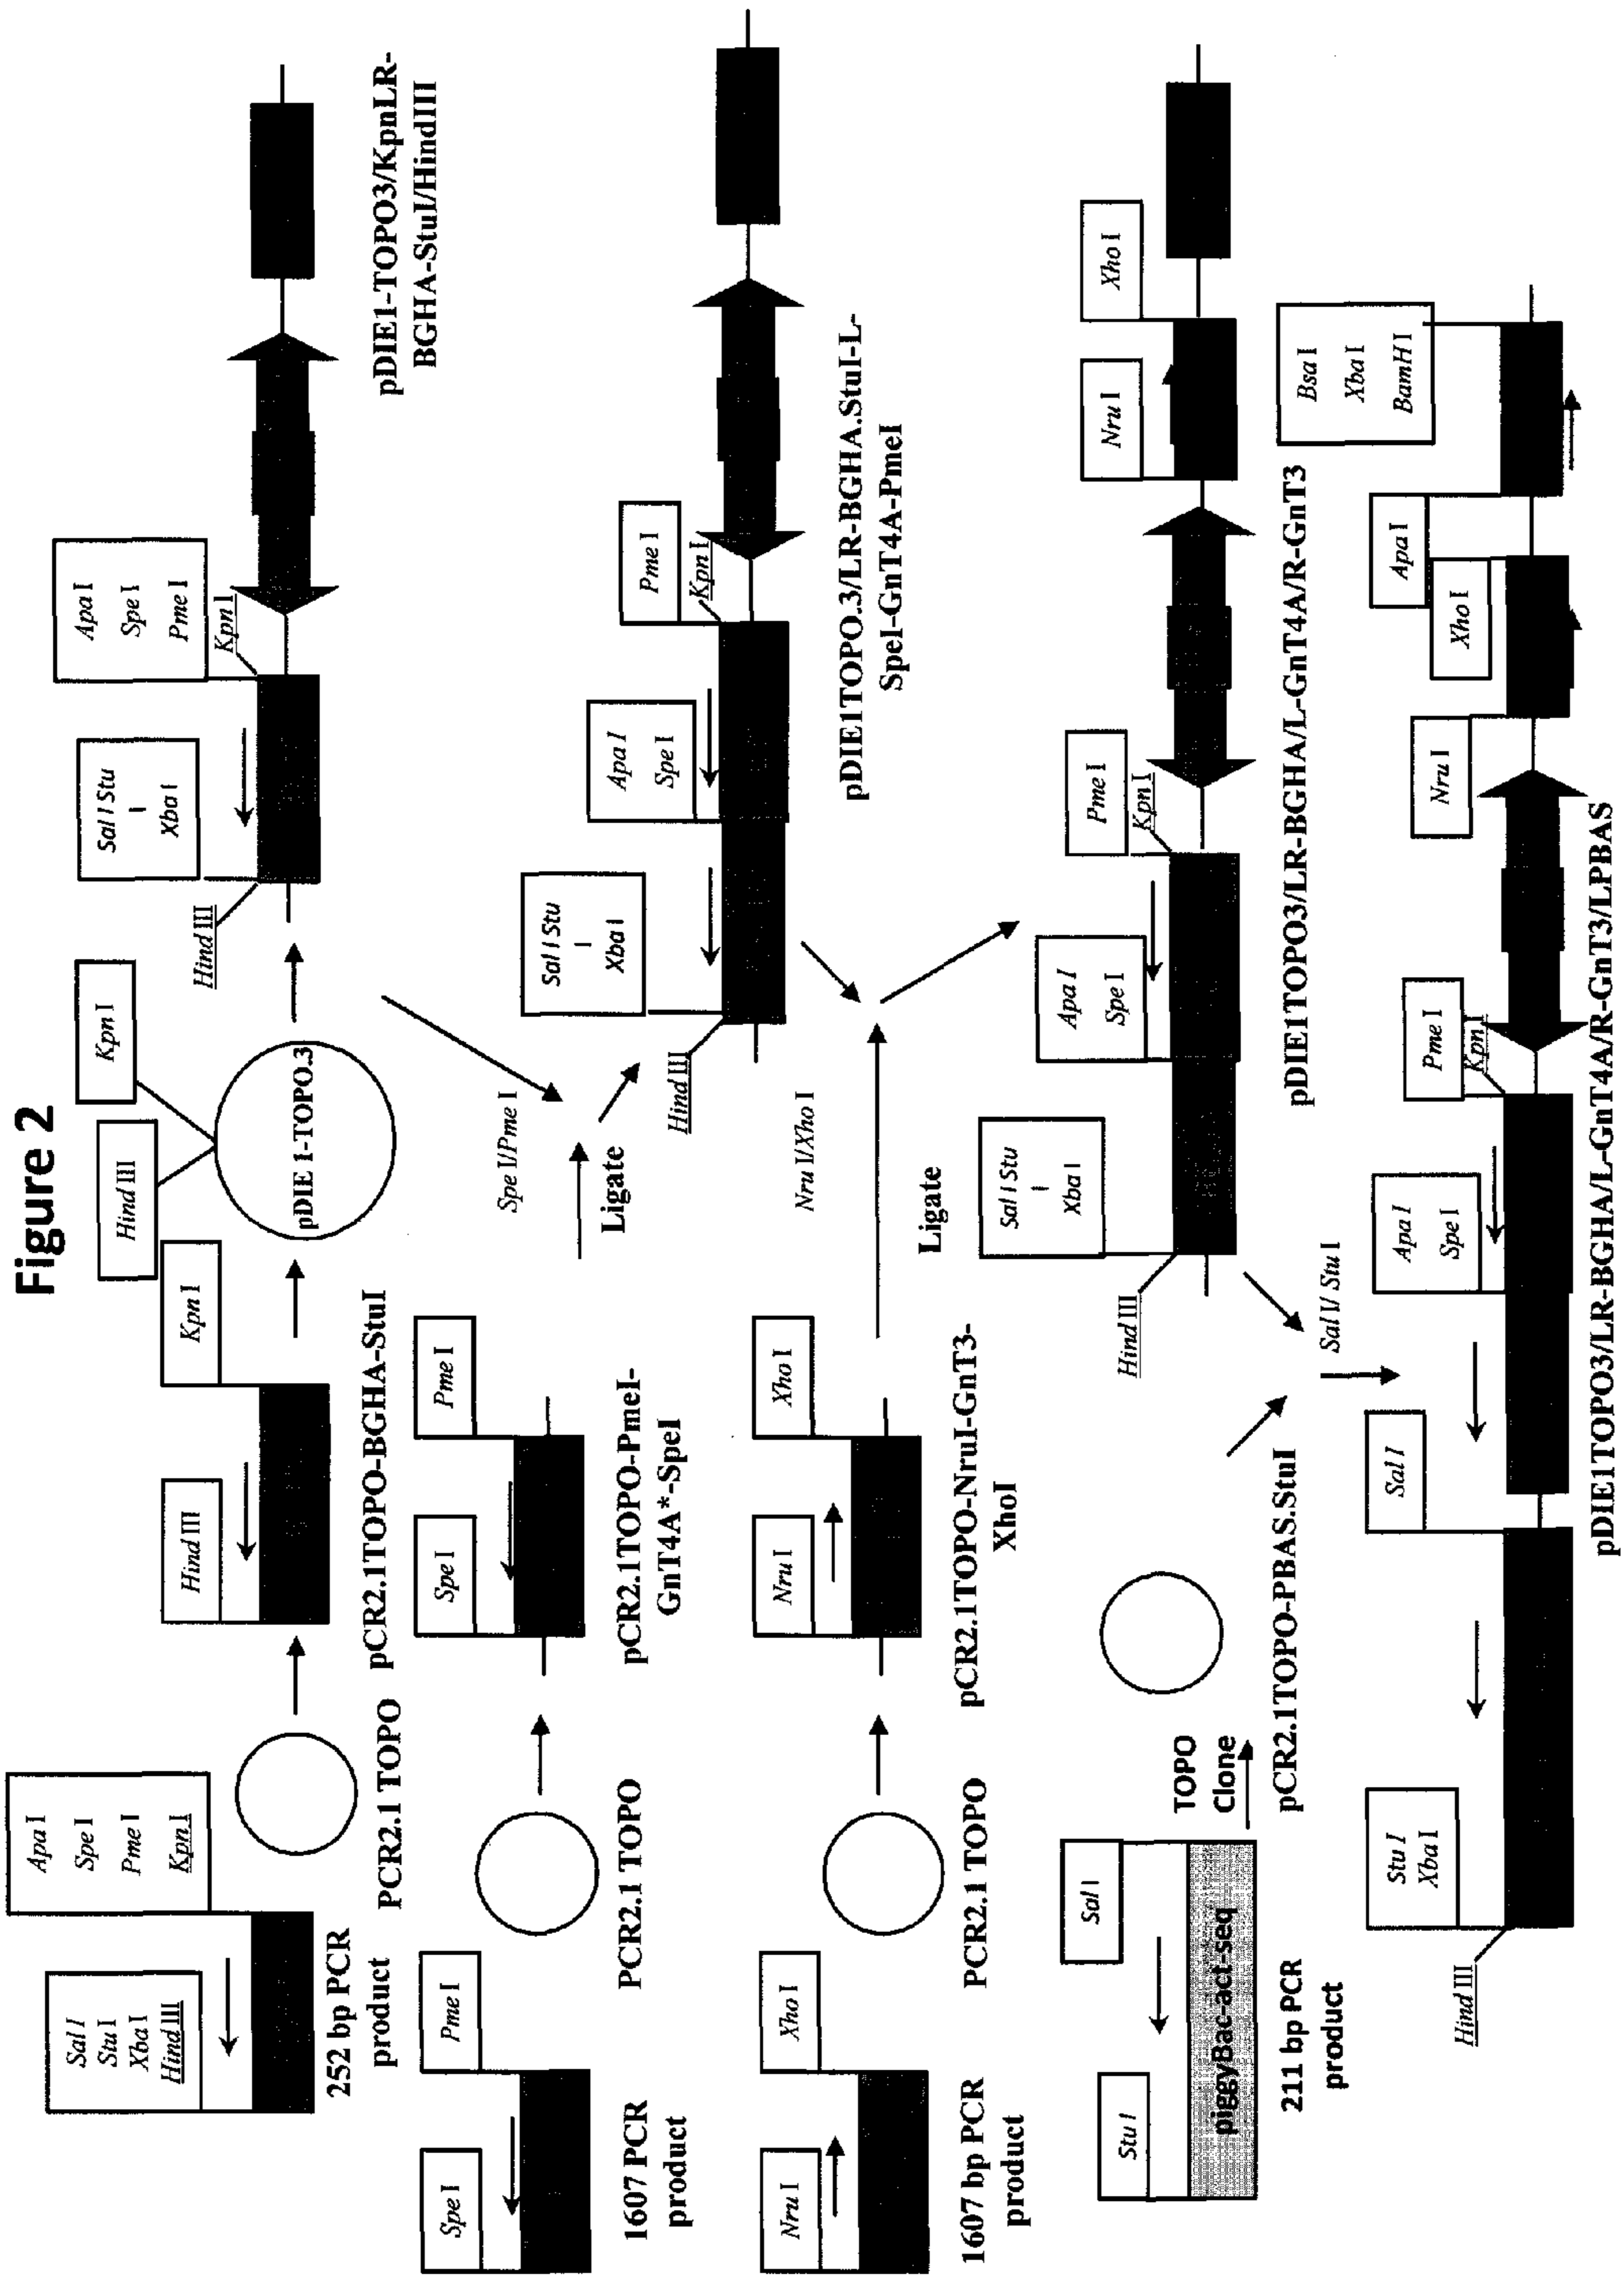 Figure 2
Sal I
Stu I
Xba I
Hind III
Apa I
Spe I
Pme I
Kpn I
252 bp PCR
product
PCR2.1 TOPO
Hind III
Kpn I
pCR2.1TOPO-BGHA-StuI
Hind III
Kpn I
pDIE 1-TOPO.3
Hind III
Sal I Stu
I
Xba I
Apa I
Spe I
Pme I
Kpn I
pDIE1-TOPO3/KpnLR-
BGHA-StuI/HindIII
Spe I
Pme I
1607 PCR
product
PCR2.1 TOPO
Spe I
Pme I
pCR2.1TOPO-PmeI-
GnT4A*-SpeI
Spe I/Pme I
Ligate
Hind III
Sal I Stu
I
Xba I
Apa I
Spe I
Pme I
Kpn I
pDIE1TOPO.3/LR-BGHA.StuI-L-
SpeI-GnT4A-PmeI
Nru I
Xho I
1607 bp PCR
product
PCR2.1 TOPO
Nru I
Xho I
pCR2.1TOPO-NruI-GnT3-
XhoI
Nru I/Xho I
Ligate
Hind III
Sal I Stu
I
Xba I
Apa I
Spe I
Pme I
Kpn I
Nru I
Xho I
pDIE1TOPO3/LR-BGHA/L-GnT4A/R-GnT3
Stu I
Sal I
piggyBac-act-seq
211 bp PCR
product
TOPO
Clone
pCR2.1TOPO-PBAS.StuI
Sal I/ Stu I
Hind III
Stu I
Xba I
Sal I
Apa I
Spe I
Pme I
Kpn I
Nru I
Xho I
Apa I
Bsa I
Xba I
BamH I
pDIE1TOPO3/LR-BGHA/L-GnT4A/R-GnT3/LPBAS